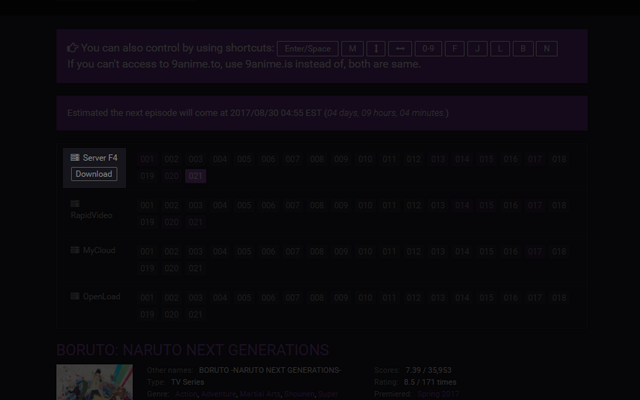 You can also control by using shortcuts: Enter/Space M 0-9 F J L B N
If you can't access to 9anime.to, use 9anime.is instead of, both are same.
Estimated the next episode will come at 2017/08/30 04:55 EST (04 days, 09 hours, 04 minutes.)
Server F4 001 002 003 004 005 006 007 008 009 010 011 012 013 014 015 016 017 018
Download 019 020 021
RapidVideo 001 002 003 004 005 006 007 008 009 010 011 012 013 014 015 016 017 018
019 020 021
MyCloud 001 002 003 004 005 006 007 008 009 010 011 012 013 014 015 016 017 018
019 020 021
OpenLoad 001 002 003 004 005 006 007 008 009 010 011 012 013 014 015 016 017 018
019 020 021
BORUTO: NARUTO NEXT GENERATIONS
Other names: BORUTO -NARUTO NEXT GENERATIONS- Scores: 7.39 / 35,953
Type: TV Series Rating: 8.5 / 171 times
Genre: Action, Adventure, Martial Arts, Shounen, Super Premiered: Spring 2017